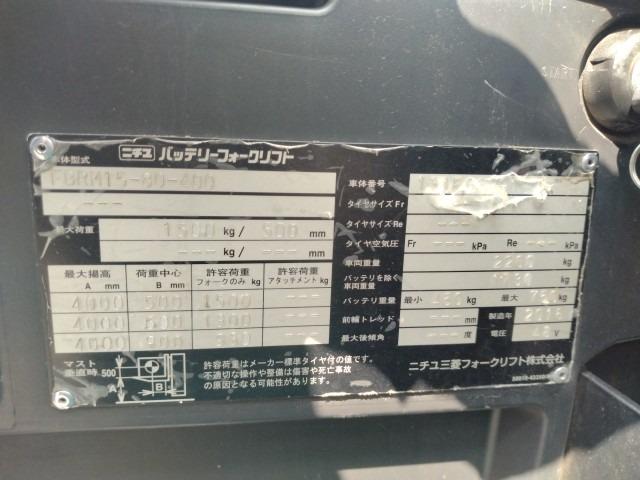 START
ニチユ バッテリーフォークリフト
車体型式 FBRM15-80-400
---
最大荷重 1500 kg / 500 mm
--- kg / --- mm
最大揚高 A mm 荷重中心 B mm 許容荷重 フォークのみ kg 許容荷重 アタッチメント kg
4000 500 1500 ---
4000 600 1300 ---
4000 ---
マスト垂直時 500 A B
許容荷重はメーカー標準タイヤ付の値です。
不適切な操作や整備は傷害や死亡事故
の原因となる可能性があります。
車体番号
タイヤサイズ Fr ---
タイヤサイズ Re ---
タイヤ空気圧 Fr --- kPa Re --- kPa
車両重量 kg
バッテリを除く車両重量 kg
バッテリ重量 最小 kg 最大 kg
前輪トレッド --- mm 製造年
最大後傾角 --- 度 電圧 48 V
ニチユ三菱フォークリフト株式会社